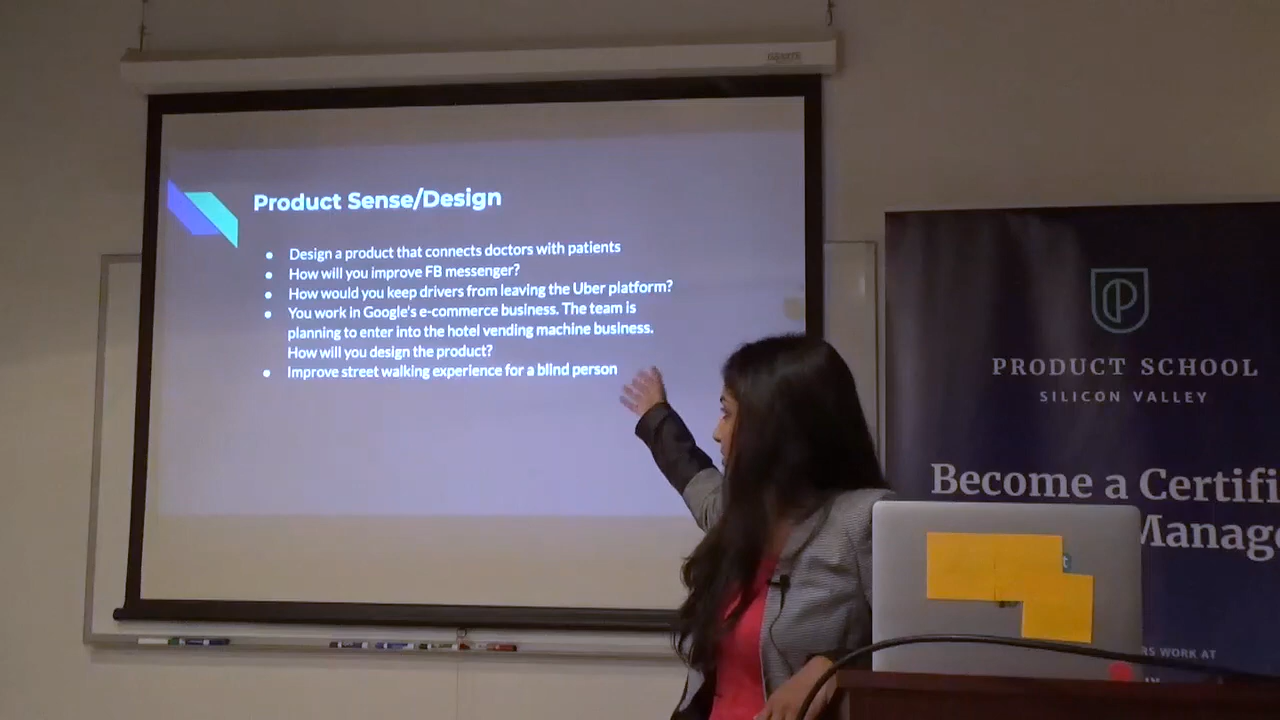 Product Sense/Design
● Design a product that connects doctors with patients
● How will you improve FB messenger?
● How would you keep drivers from leaving the Uber platform?
● You work in Google's e-commerce business. The team is
planning to enter into the hotel vending machine business.
How will you design the product?
● Improve street walking experience for a blind person
PRODUCT SCHOOL
SILICON VALLEY
Become a Certifi
Manage
RS WORK AT